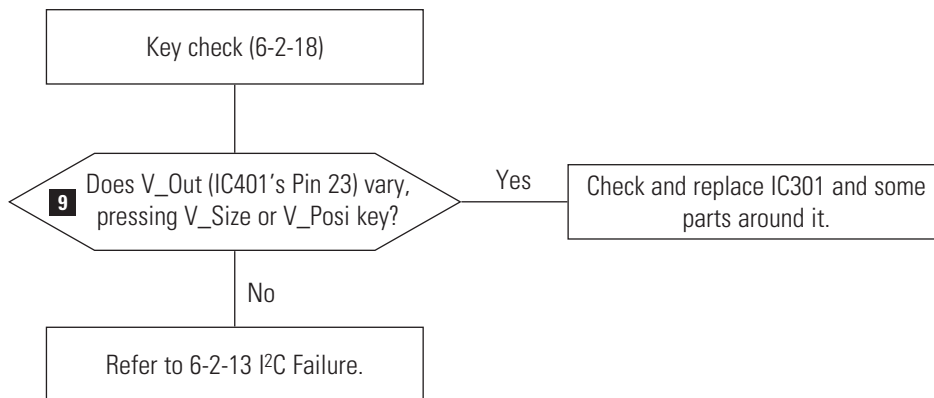 Key check (6-2-18)
9
Does V_Out (IC401's Pin 23) vary,
pressing V_Size or V_Posi key?
Yes
Check and replace IC301 and some
parts around it.
No
Refer to 6-2-13 I²C Failure.